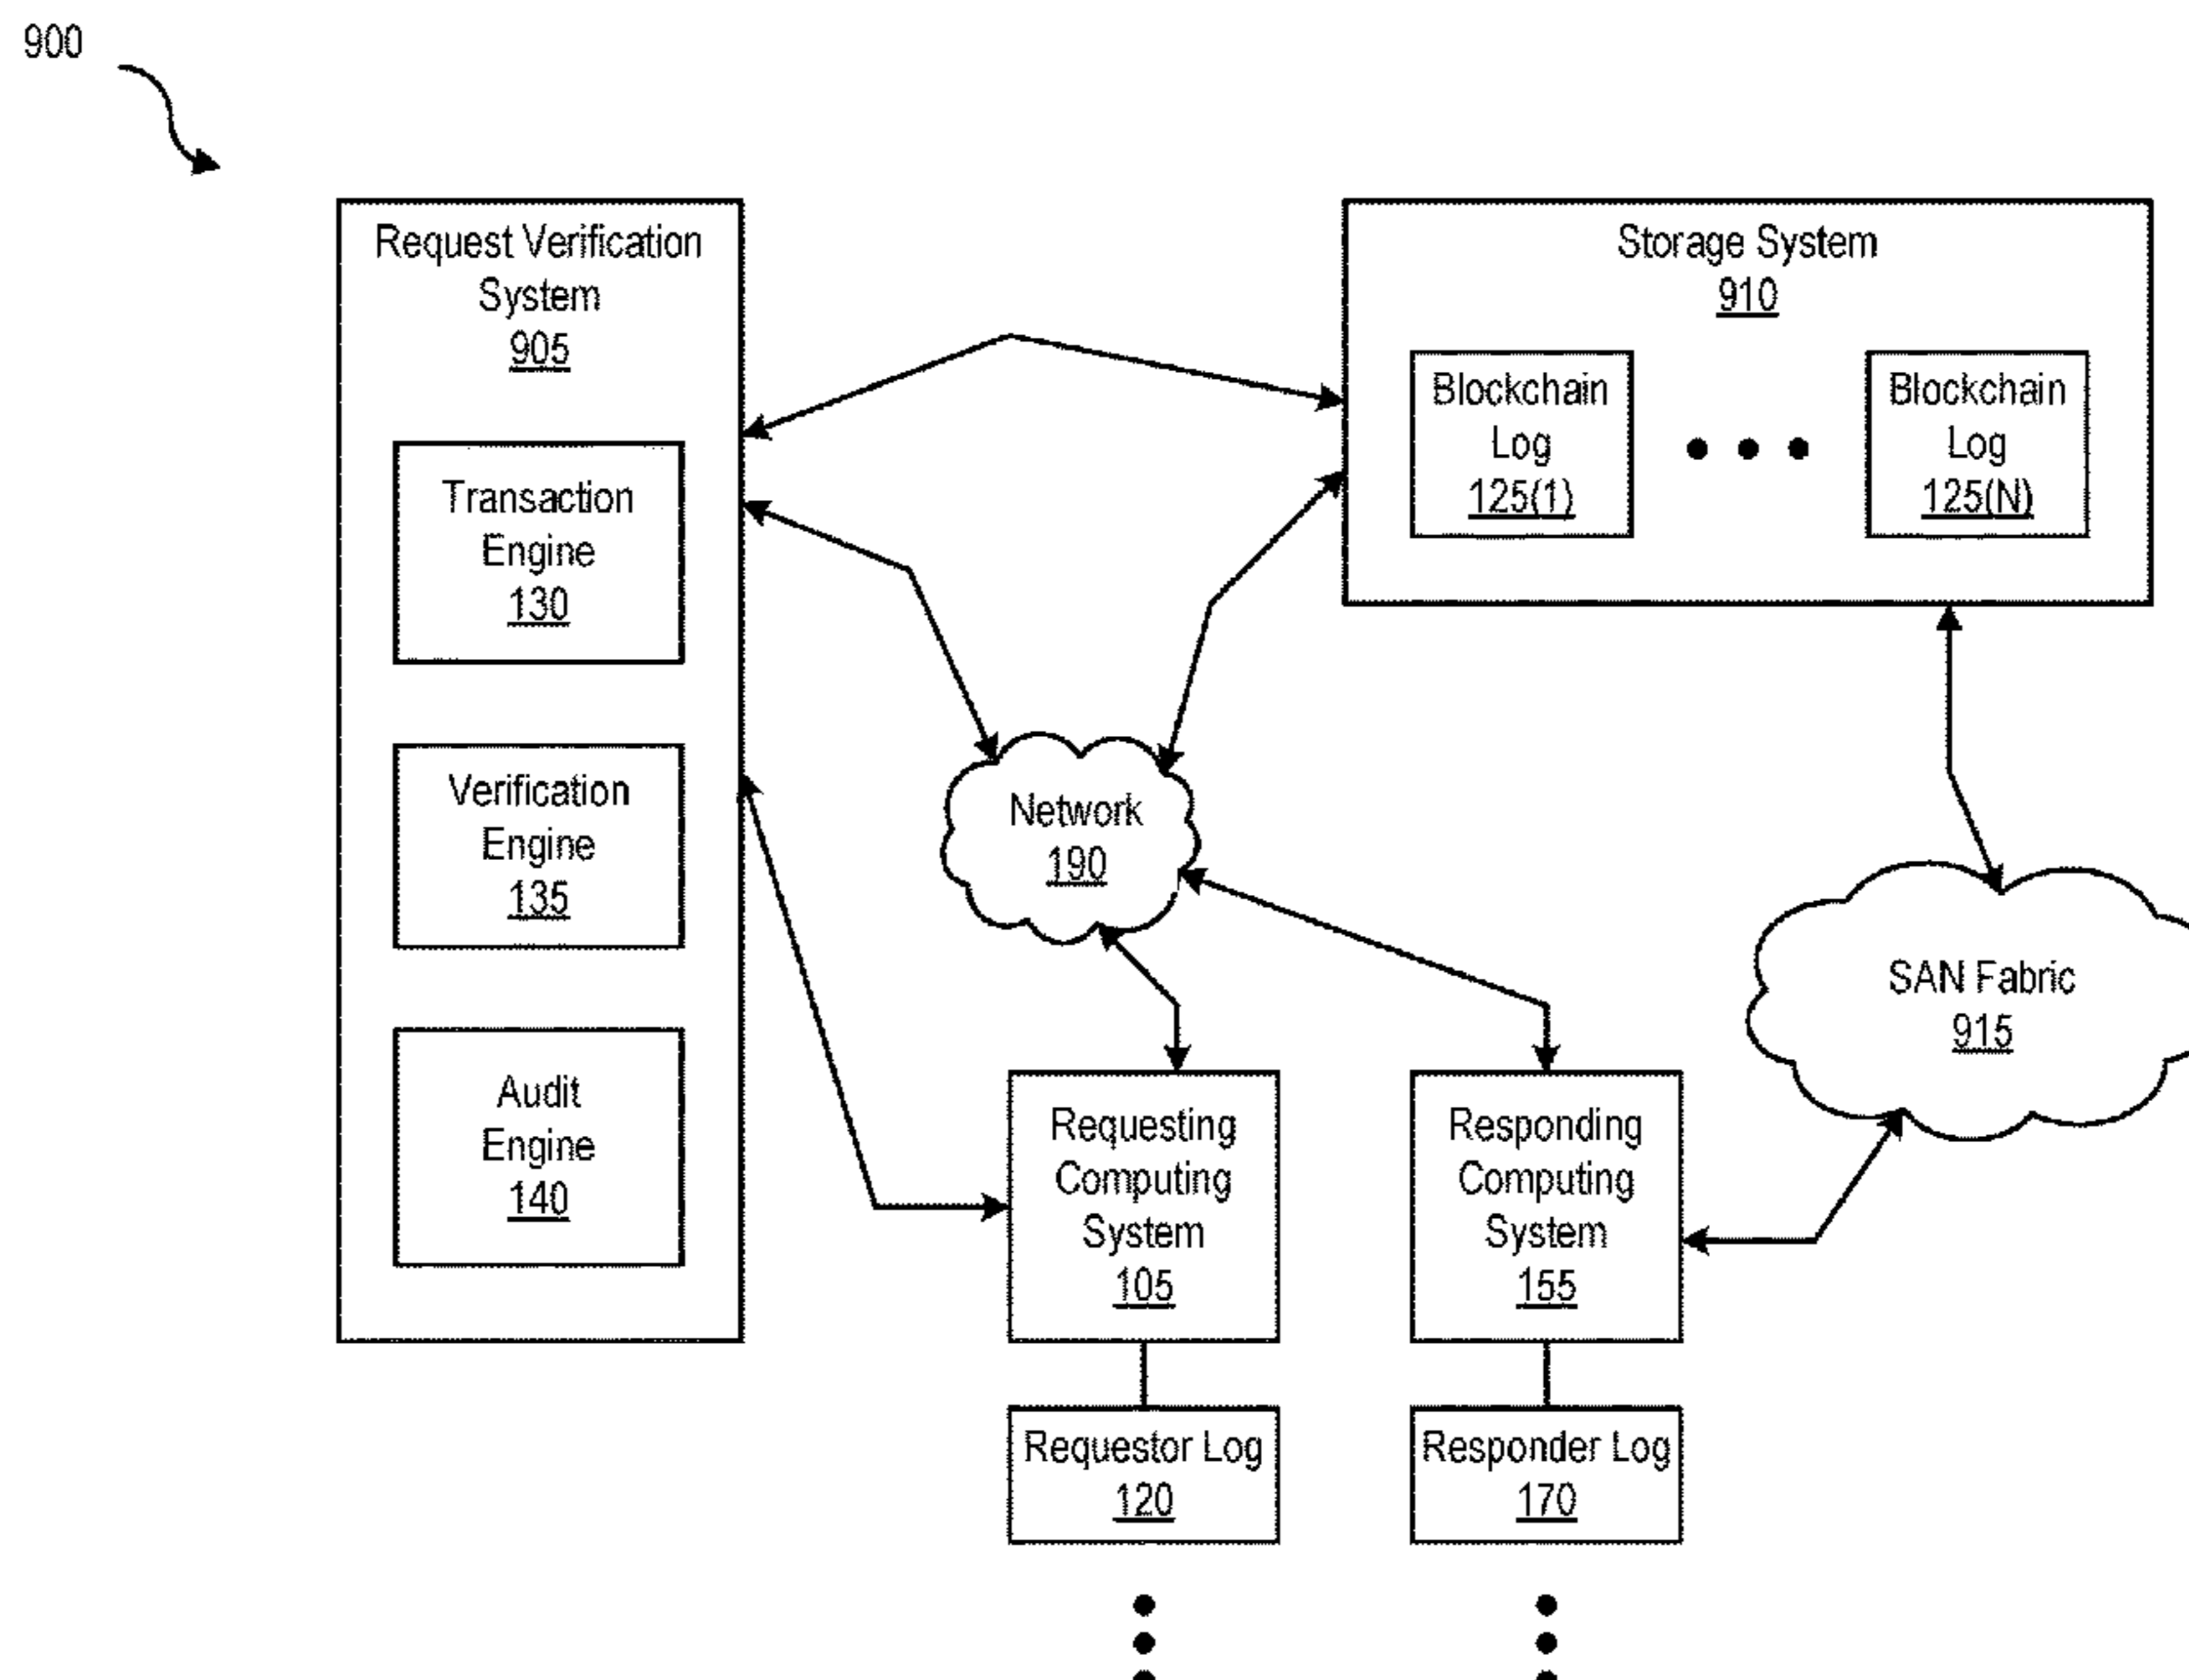 900
Request Verification
System
905
Transaction
Engine
130
Verification
Engine
135
Audit
Engine
140
Storage System
910
Blockchain
Log
125(1)
Blockchain
Log
125(N)
Network
190
SAN Fabric
915
Requesting
Computing
System
105
Responding
Computing
System
155
Requestor Log
120
Responder Log
170